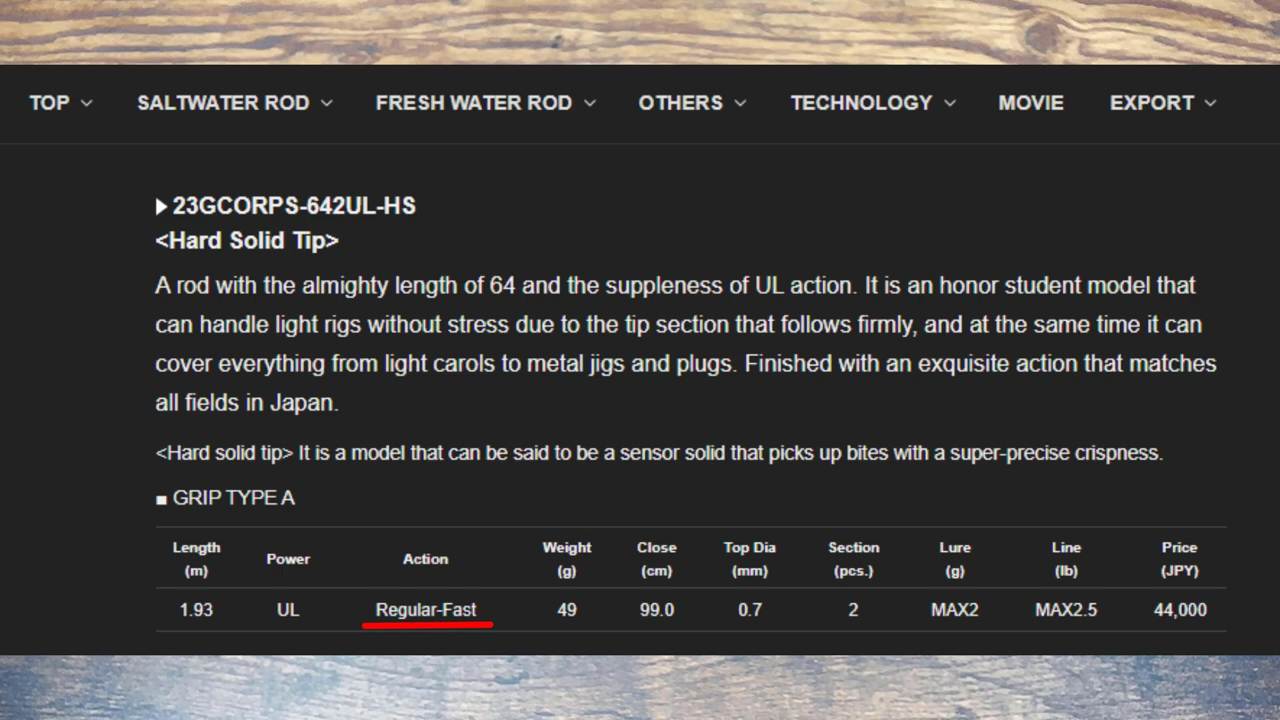 TOP SALTWATER ROD FRESH WATER ROD OTHERS TECHNOLOGY MOVIE EXPORT
23GCORPS-642UL-HS
<Hard Solid Tip>
A rod with the almighty length of 64 and the suppleness of UL action. It is an honor student model that
can handle light rigs without stress due to the tip section that follows firmly, and at the same time it can
cover everything from light carols to metal jigs and plugs. Finished with an exquisite action that matches
all fields in Japan.
<Hard solid tip> It is a model that can be said to be a sensor solid that picks up bites with a super-precise crispness.
■ GRIP TYPE A
Length (m) Power Action Weight (g) Close (cm) Top Dia (mm) Section (pcs.) Lure (g) Line (lb) Price (JPY)
1.93 UL Regular-Fast 49 99.0 0.7 2 MAX2 MAX2.5 44,000